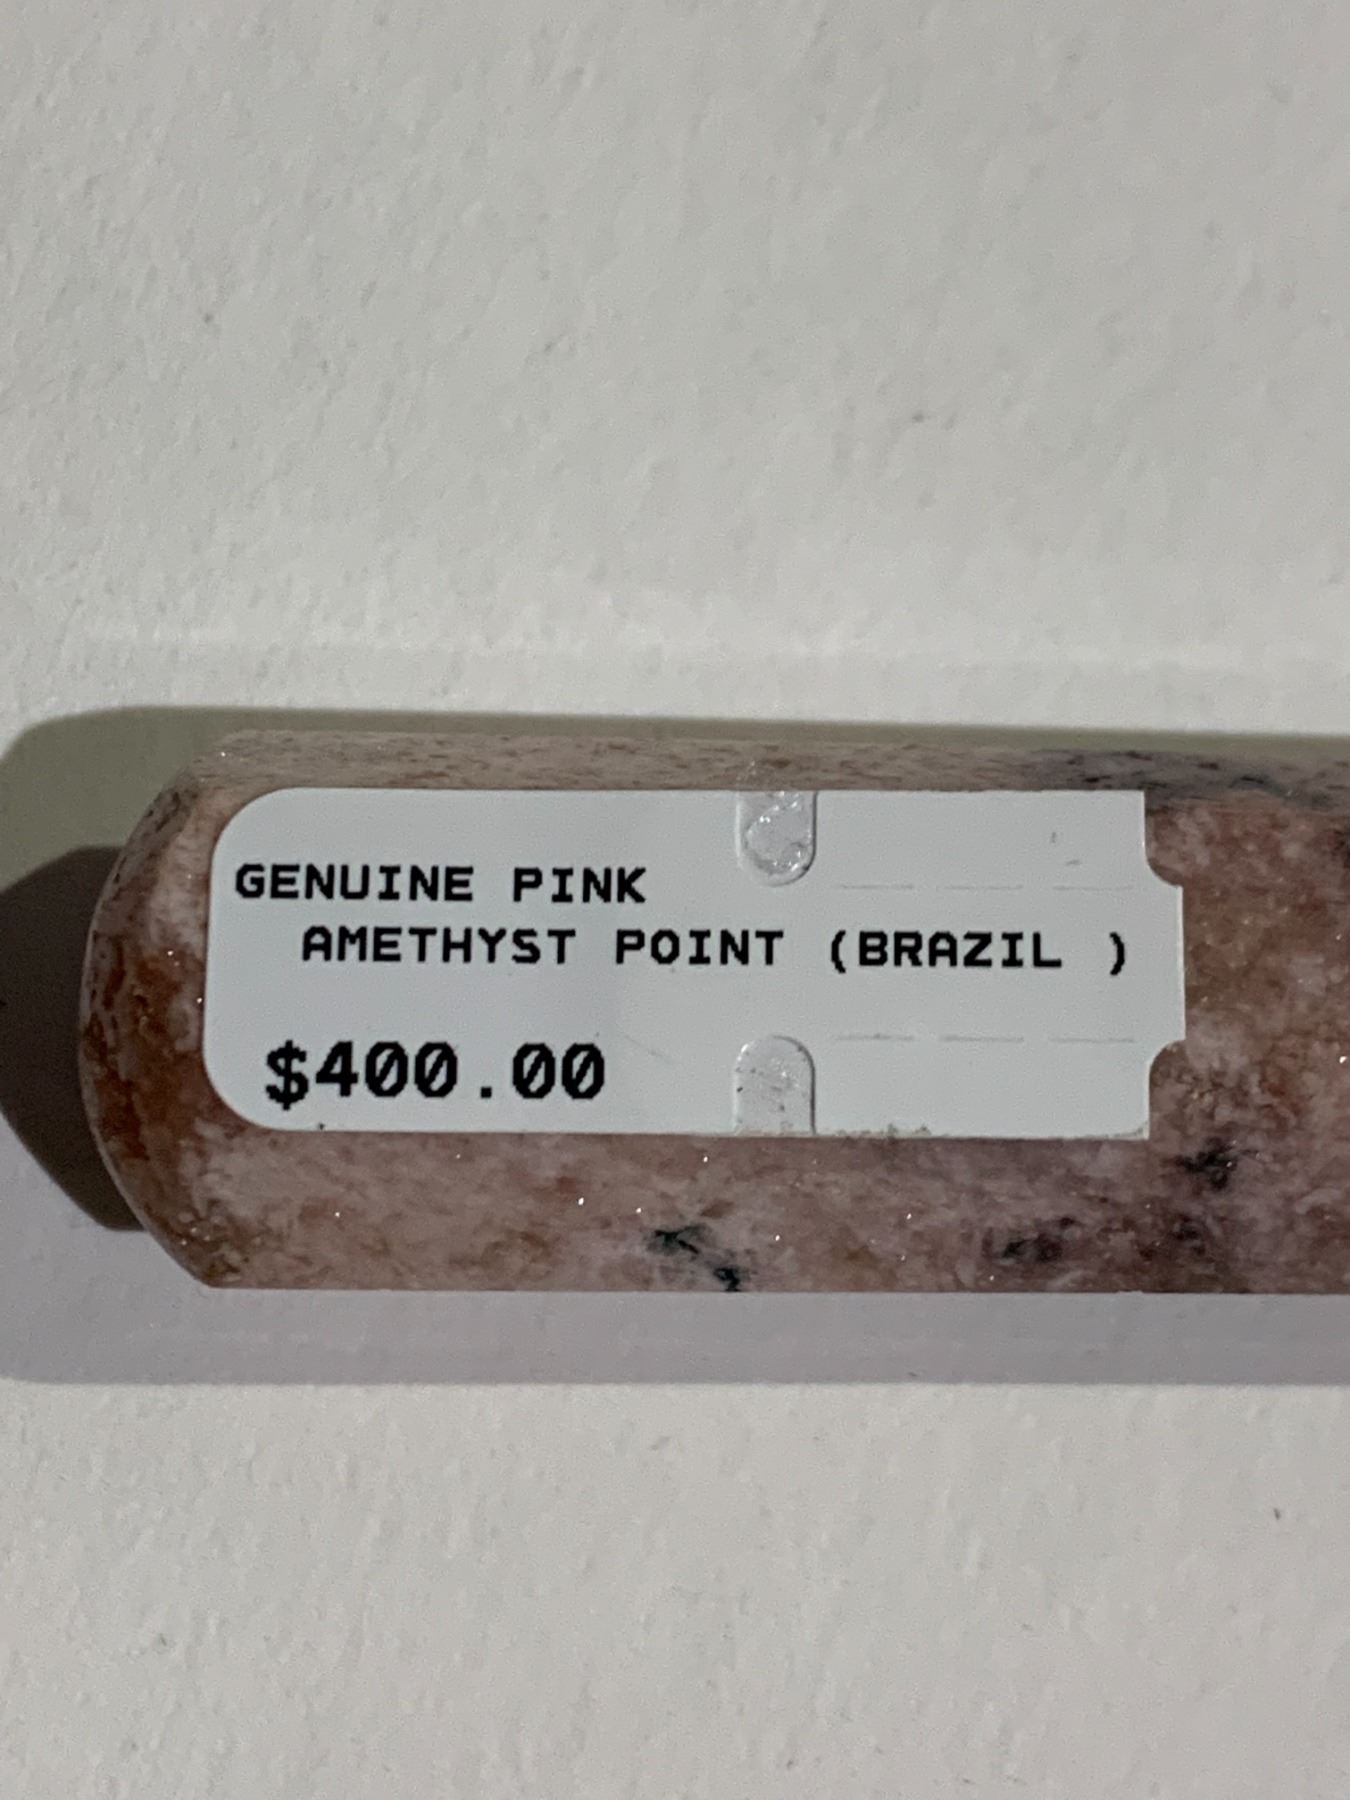 GENUINE PINK
AMETHYST POINT (BRAZIL )
$400.00